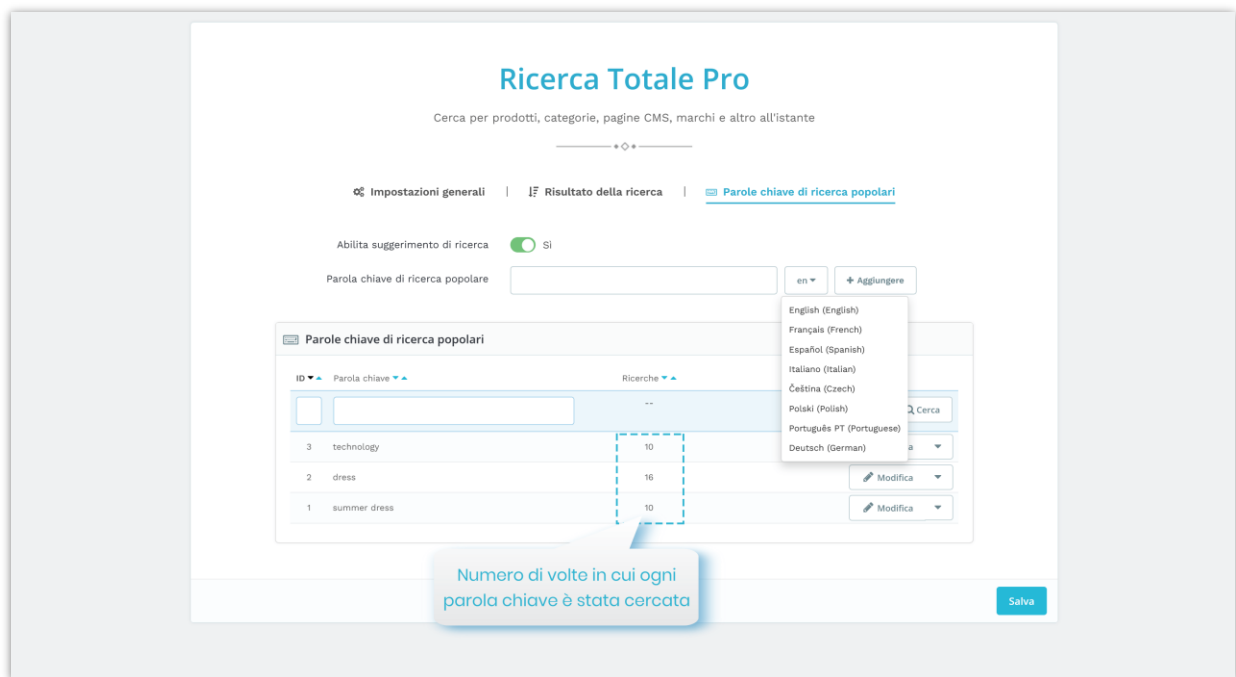 Ricerca Totale Pro
Cerca per prodotti, categorie, pagine CMS, marchi e altro all'istante
Impostazioni generali | Risultato della ricerca | Parole chiave di ricerca popolari
Abilita suggerimento di ricerca Sì
Parola chiave di ricerca popolare en + Aggiungere
English (English)
Français (French)
Español (Spanish)
Italiano (Italian)
Čeština (Czech)
Polski (Polish)
Português PT (Portuguese)
Deutsch (German)
Parole chiave di ricerca popolari
ID Parola chiave Ricerche
-- Cerca
3 technology 10 a
2 dress 16 Modifica
1 summer dress 10 Modifica
Numero di volte in cui ogni
parola chiave è stata cercata
Salva